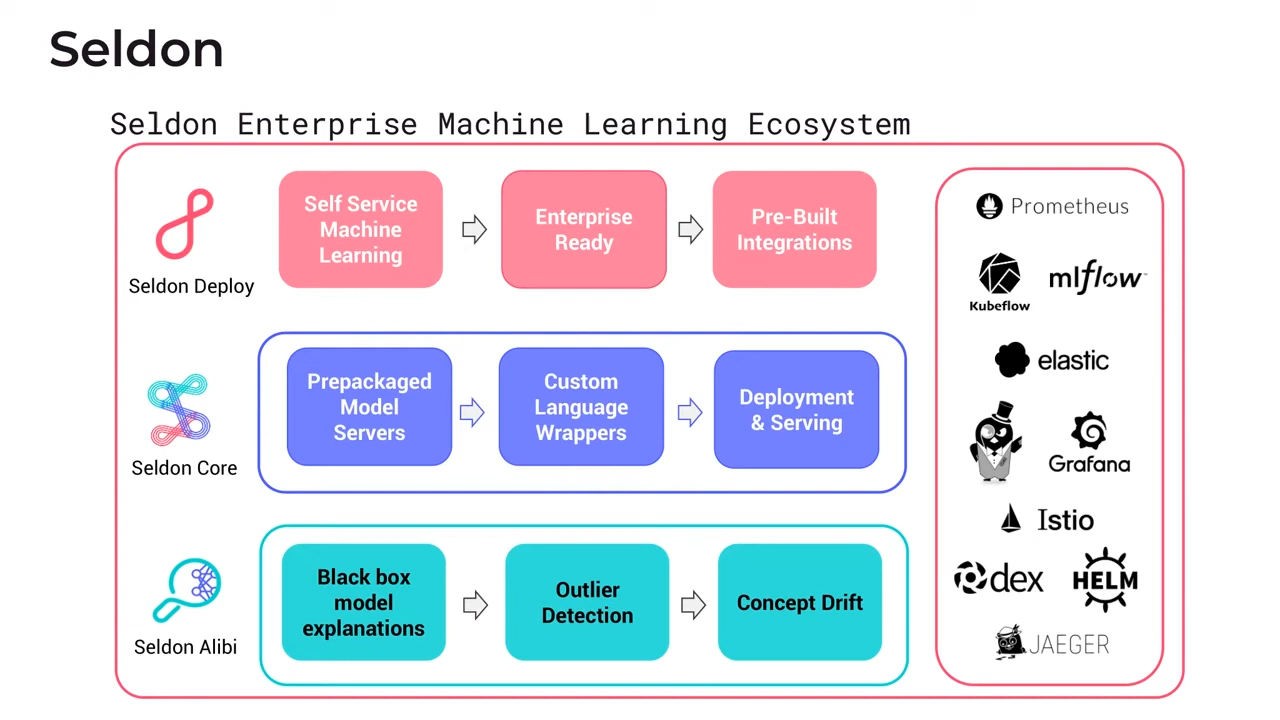 Seldon
Seldon Enterprise Machine Learning Ecosystem
Seldon Deploy
Self Service
Machine
Learning
Enterprise
Ready
Pre-Built
Integrations
Seldon Core
Prepackaged
Model
Servers
Custom
Language
Wrappers
Deployment
& Serving
Seldon Alibi
Black box
model
explanations
Outlier
Detection
Concept Drift
Prometheus
Kubeflow
mlflow™
elastic
Grafana
Istio
dex
HELM
JAEGER